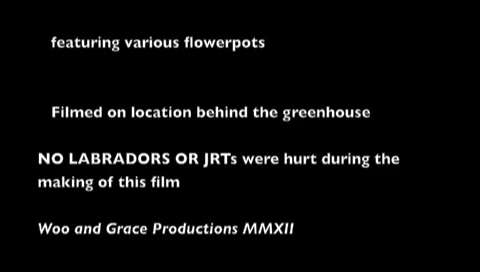 featuring various flowerpots
Filmed on location behind the greenhouse
NO LABRADORS OR JRTs were hurt during the
making of this film
Woo and Grace Productions MMXII